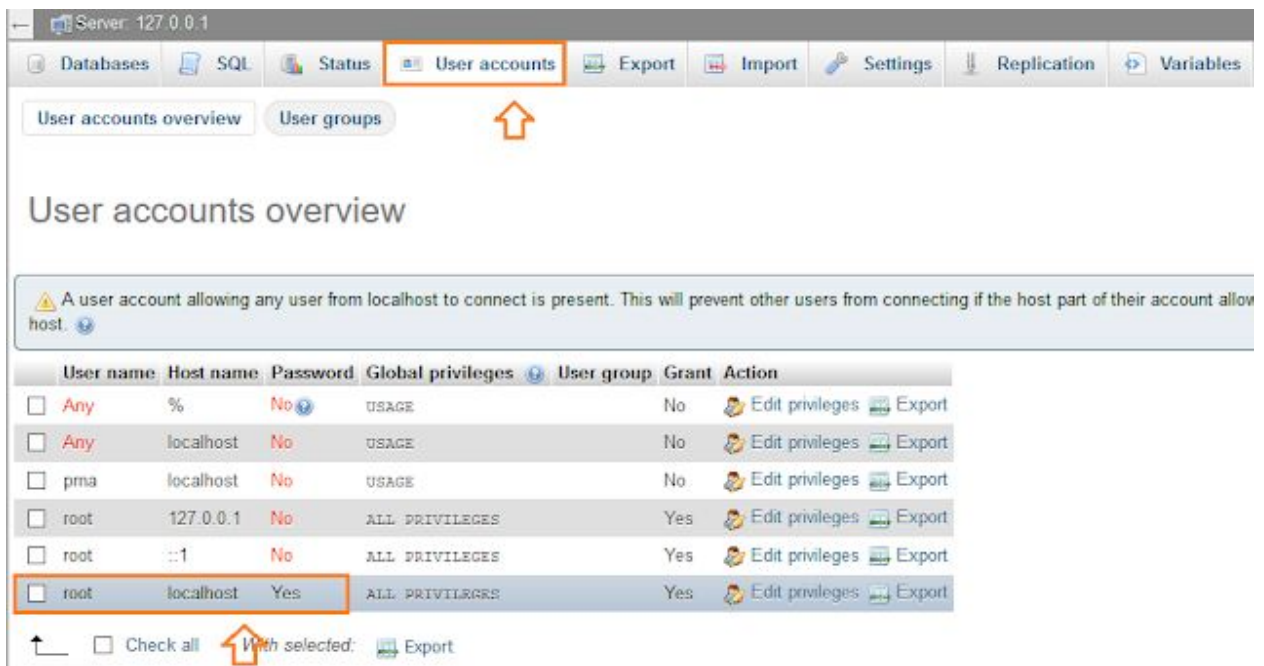 Server: 127.0.0.1
Databases SQL Status User accounts Export Import Settings Replication Variables
User accounts overview User groups
User accounts overview
A user account allowing any user from localhost to connect is present. This will prevent other users from connecting if the host part of their account allow
host.
User name Host name Password Global privileges User group Grant Action
Any % No USAGE No Edit privileges Export
Any localhost No USAGE No Edit privileges Export
pma localhost No USAGE No Edit privileges Export
root 127.0.0.1 No ALL PRIVILEGES Yes Edit privileges Export
root ::1 No ALL PRIVILEGES Yes Edit privileges Export
root localhost Yes ALL PRIVILEGES Yes Edit privileges Export
Check all With selected: Export